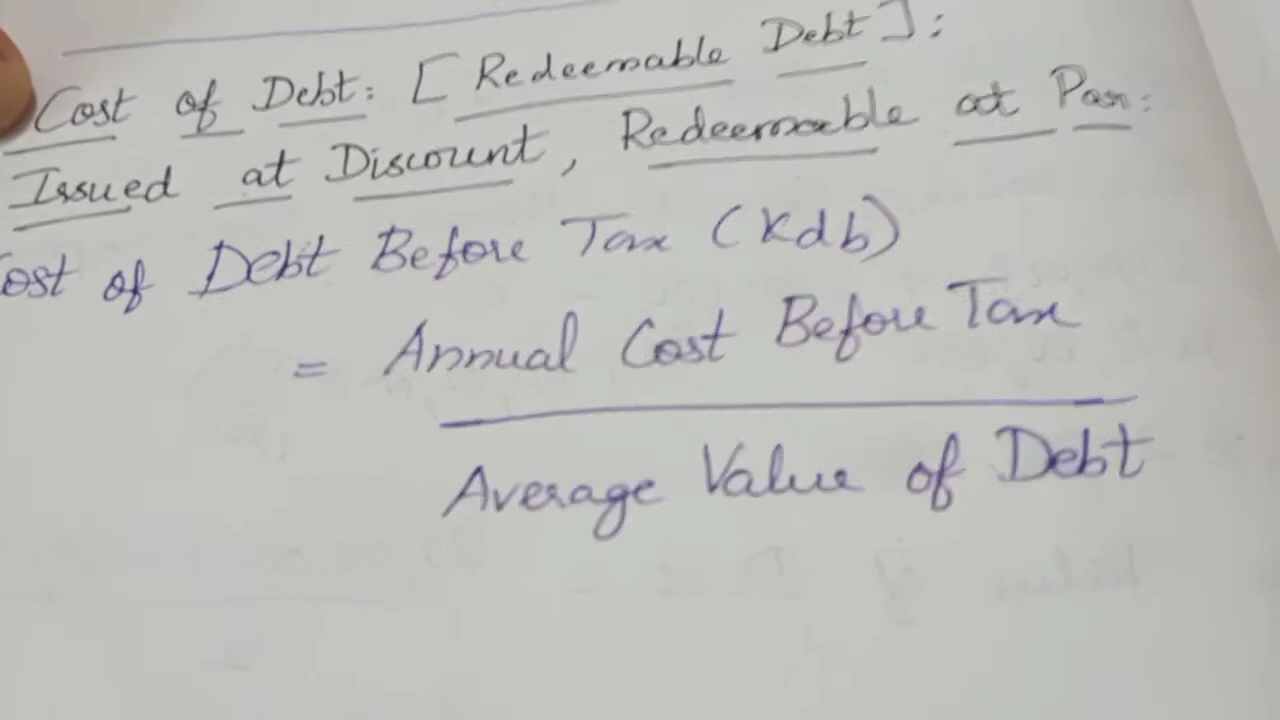 Cost of Debt: [Redeemable Debt]:
Issued at Discount, Redeemable at Par:
Cost of Debt Before Tax (Kdb)
= Annual Cost Before Tax
Average Value of Debt